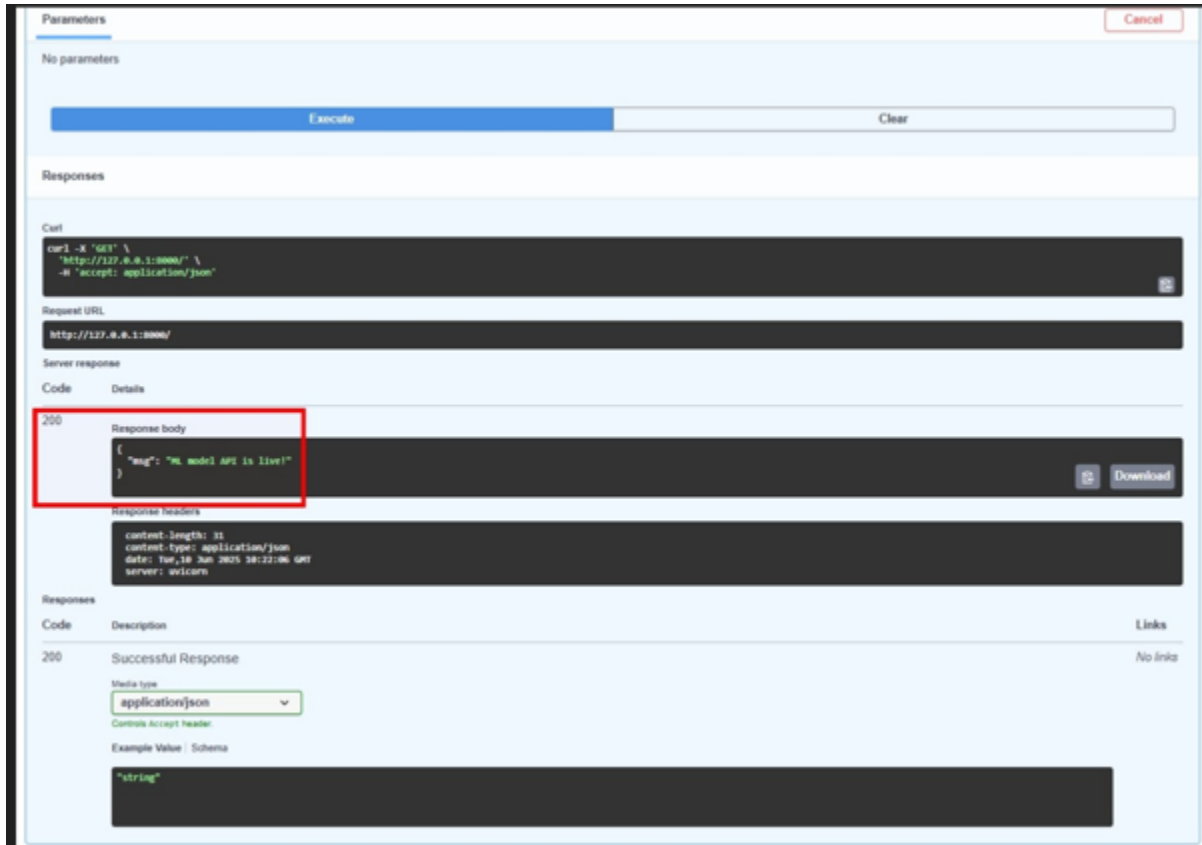 Parameters
Cancel
No parameters
Execute
Clear
Responses
Curl
curl -X 'GET' \
'http://127.0.0.1:8000/' \
-H 'accept: application/json'
Request URL
http://127.0.0.1:8000/
Server response
Code Details
200
Response body
{
"msg": "ML model API is live!"
}
Download
Response headers
content-length: 31
content-type: application/json
date: Tue,10 Jun 2025 10:22:06 GMT
server: uvicorn
Responses
Code Description Links
200 Successful Response No links
Media type
application/json
Controls Accept header.
Example Value | Schema
"string"